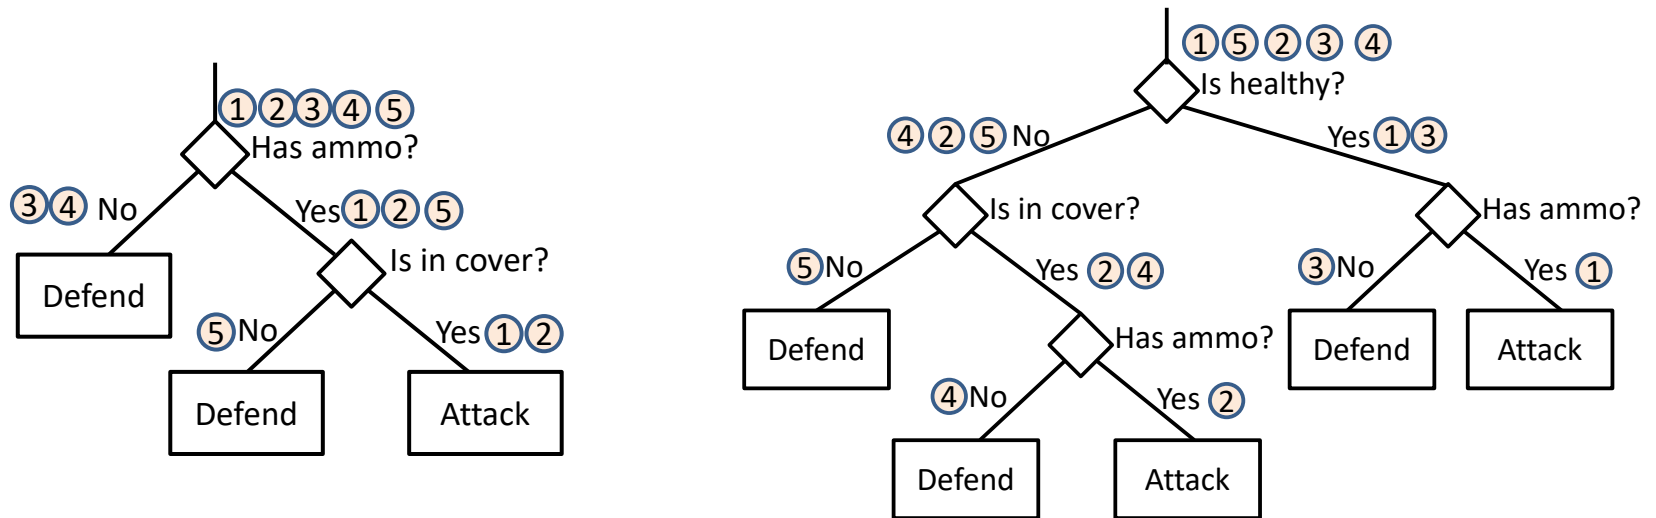 1 2 3 4 5
Has ammo?
3 4 No
Yes 1 2 5
Defend
Is in cover?
5 No
Yes 1 2
Defend
Attack
1 5 2 3 4
Is healthy?
4 2 5 No
Yes 1 3
Is in cover?
Has ammo?
5 No
Yes 2 4
3 No
Yes 1
Defend
Has ammo?
Defend
Attack
4 No
Yes 2
Defend
Attack